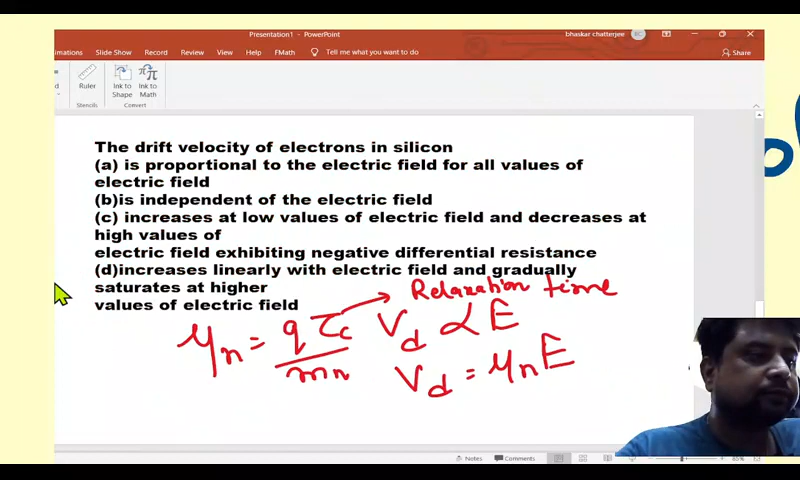 Presentation1 - PowerPoint
bhaskar chatterjee
BC
Slide Show Record Review View Help FMath Tell me what you want to do
Share
Ruler
Ink to Shape
Ink to Math
Stencils
Convert
The drift velocity of electrons in silicon
(a) is proportional to the electric field for all values of
electric field
(b)is independent of the electric field
(c) increases at low values of electric field and decreases at
high values of
electric field exhibiting negative differential resistance
(d)increases linearly with electric field and gradually
saturates at higher
values of electric field
Relaxation time
μn = qτc/mn
Vd ∝ E
Vd = μn E
Notes Comments 85%